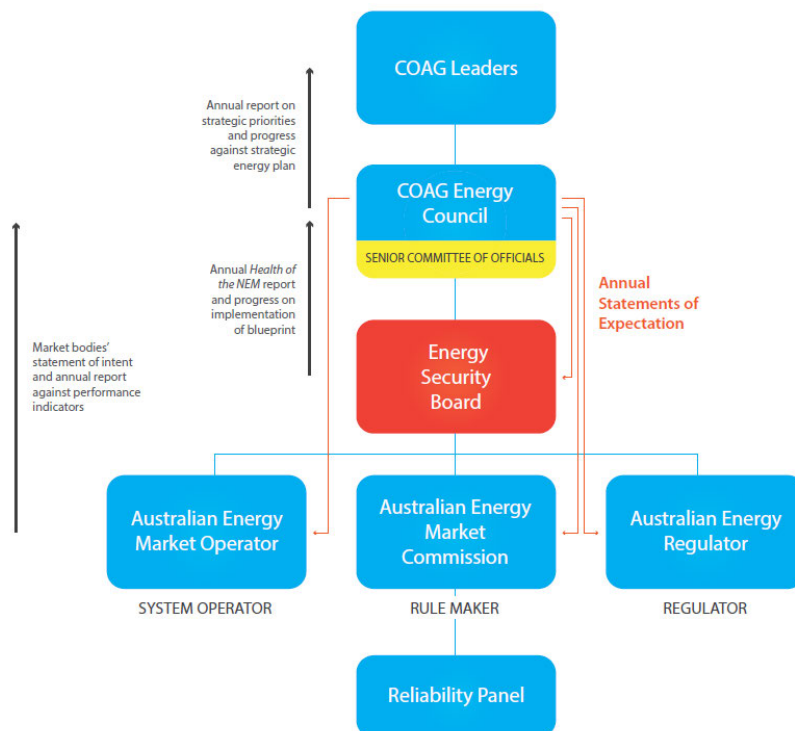 COAG Leaders
Annual report on
strategic priorities
and progress
against strategic
energy plan
COAG Energy
Council
SENIOR COMMITTEE OF OFFICIALS
Annual Health of
the NEM report
and progress on
implementation
of blueprint
Annual
Statements of
Expectation
Energy
Security
Board
Market bodies’
statement of intent
and annual report
against performance
indicators
Australian Energy
Market Operator
SYSTEM OPERATOR
Australian Energy
Market
Commission
RULE MAKER
Australian Energy
Regulator
REGULATOR
Reliability Panel